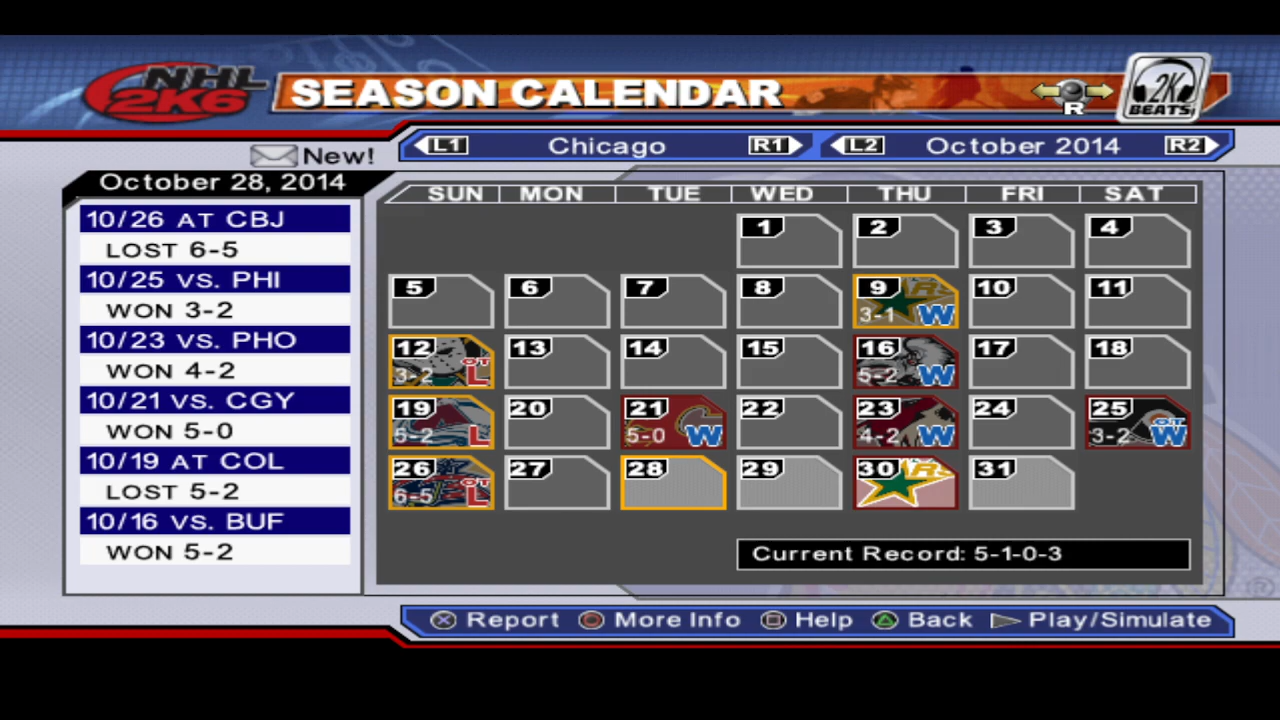 NHL 2K6
SEASON CALENDAR
R
2K BEATS
New!
L1 Chicago R1 L2 October 2014 R2
October 28, 2014
10/26 AT CBJ
LOST 6-5
10/25 VS. PHI
WON 3-2
10/23 VS. PHO
WON 4-2
10/21 VS. CGY
WON 5-0
10/19 AT COL
LOST 5-2
10/16 VS. BUF
WON 5-2
SUN MON TUE WED THU FRI SAT
1 2 3 4
5 6 7 8 9 10 11
3-1 W
12 13 14 15 16 17 18
3-2 OT L 5-2 W
19 20 21 22 23 24 25
5-2 L 5-0 W 4-2 W 3-2 OT W
26 27 28 29 30 31
6-5 OT L
Current Record: 5-1-0-3
Report More Info Help Back Play/Simulate